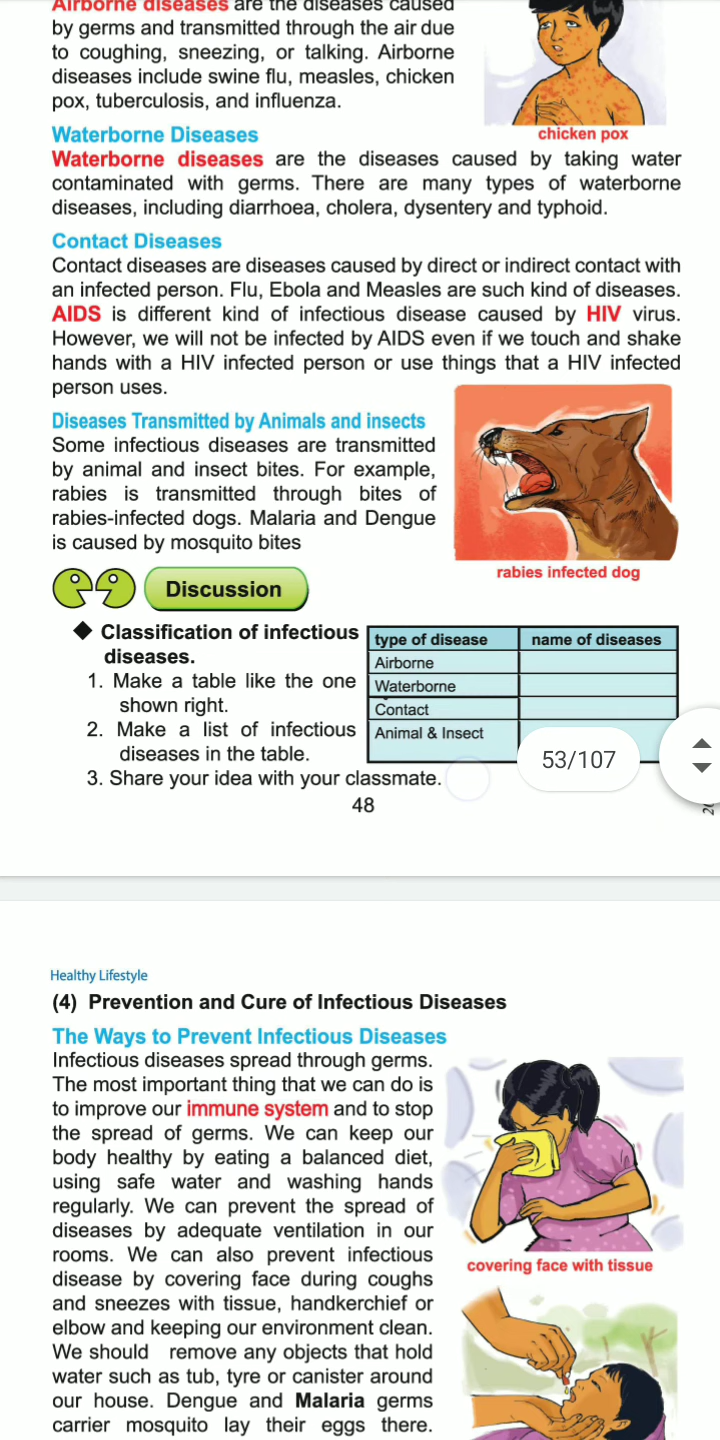 Airborne diseases are the diseases caused
by germs and transmitted through the air due
to coughing, sneezing, or talking. Airborne
diseases include swine flu, measles, chicken
pox, tuberculosis, and influenza.
chicken pox
Waterborne Diseases
Waterborne diseases are the diseases caused by taking water
contaminated with germs. There are many types of waterborne
diseases, including diarrhoea, cholera, dysentery and typhoid.
Contact Diseases
Contact diseases are diseases caused by direct or indirect contact with
an infected person. Flu, Ebola and Measles are such kind of diseases.
AIDS is different kind of infectious disease caused by HIV virus.
However, we will not be infected by AIDS even if we touch and shake
hands with a HIV infected person or use things that a HIV infected
person uses.
Diseases Transmitted by Animals and insects
Some infectious diseases are transmitted
by animal and insect bites. For example,
rabies is transmitted through bites of
rabies-infected dogs. Malaria and Dengue
is caused by mosquito bites
rabies infected dog
Discussion
◆ Classification of infectious
diseases.
1. Make a table like the one
shown right.
2. Make a list of infectious
diseases in the table.
3. Share your idea with your classmate.
type of disease name of diseases
Airborne
Waterborne
Contact
Animal & Insect
53/107
48
Healthy Lifestyle
(4) Prevention and Cure of Infectious Diseases
The Ways to Prevent Infectious Diseases
Infectious diseases spread through germs.
The most important thing that we can do is
to improve our immune system and to stop
the spread of germs. We can keep our
body healthy by eating a balanced diet,
using safe water and washing hands
regularly. We can prevent the spread of
diseases by adequate ventilation in our
rooms. We can also prevent infectious
disease by covering face during coughs
and sneezes with tissue, handkerchief or
elbow and keeping our environment clean.
We should remove any objects that hold
water such as tub, tyre or canister around
our house. Dengue and Malaria germs
carrier mosquito lay their eggs there.
covering face with tissue